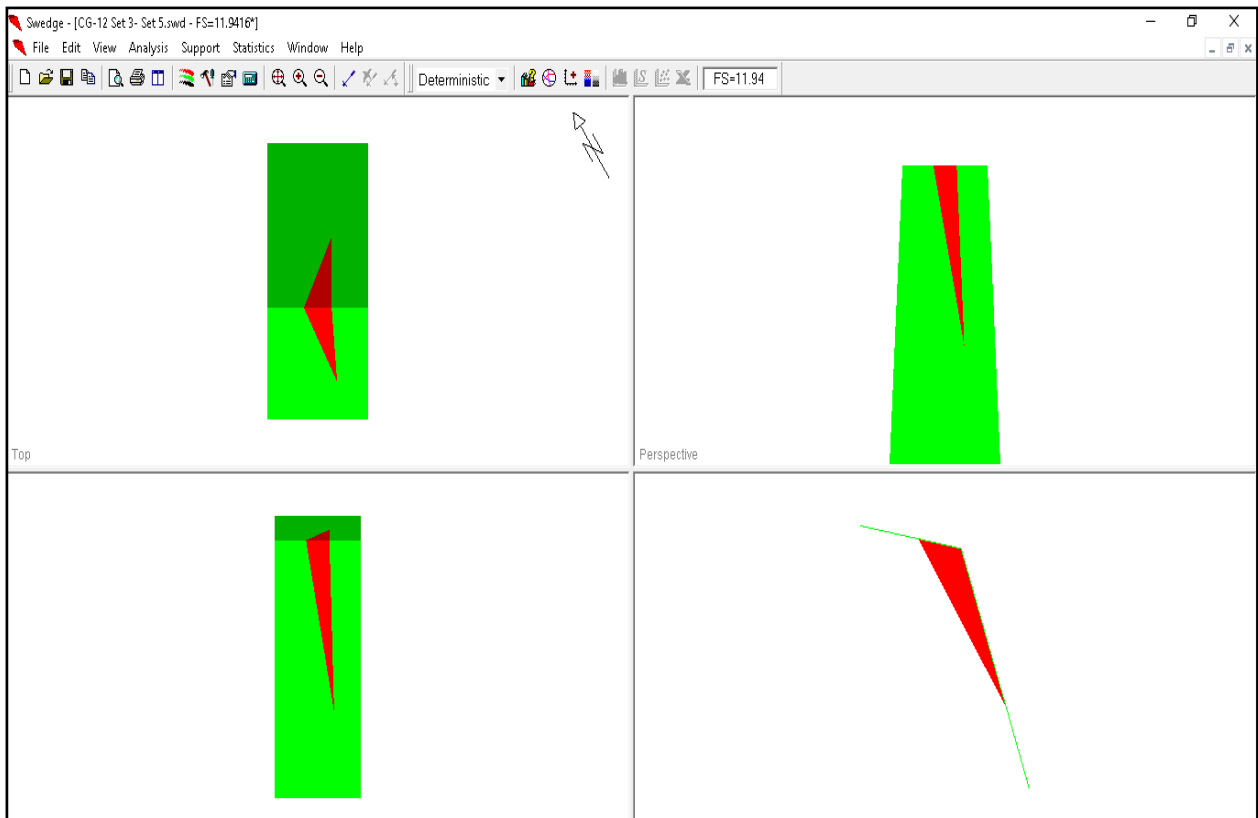 Swedge - [CG-12 Set 3- Set 5.swd - FS=11.9416*]
File Edit View Analysis Support Statistics Window Help
Deterministic FS=11.94
N
Top
Perspective